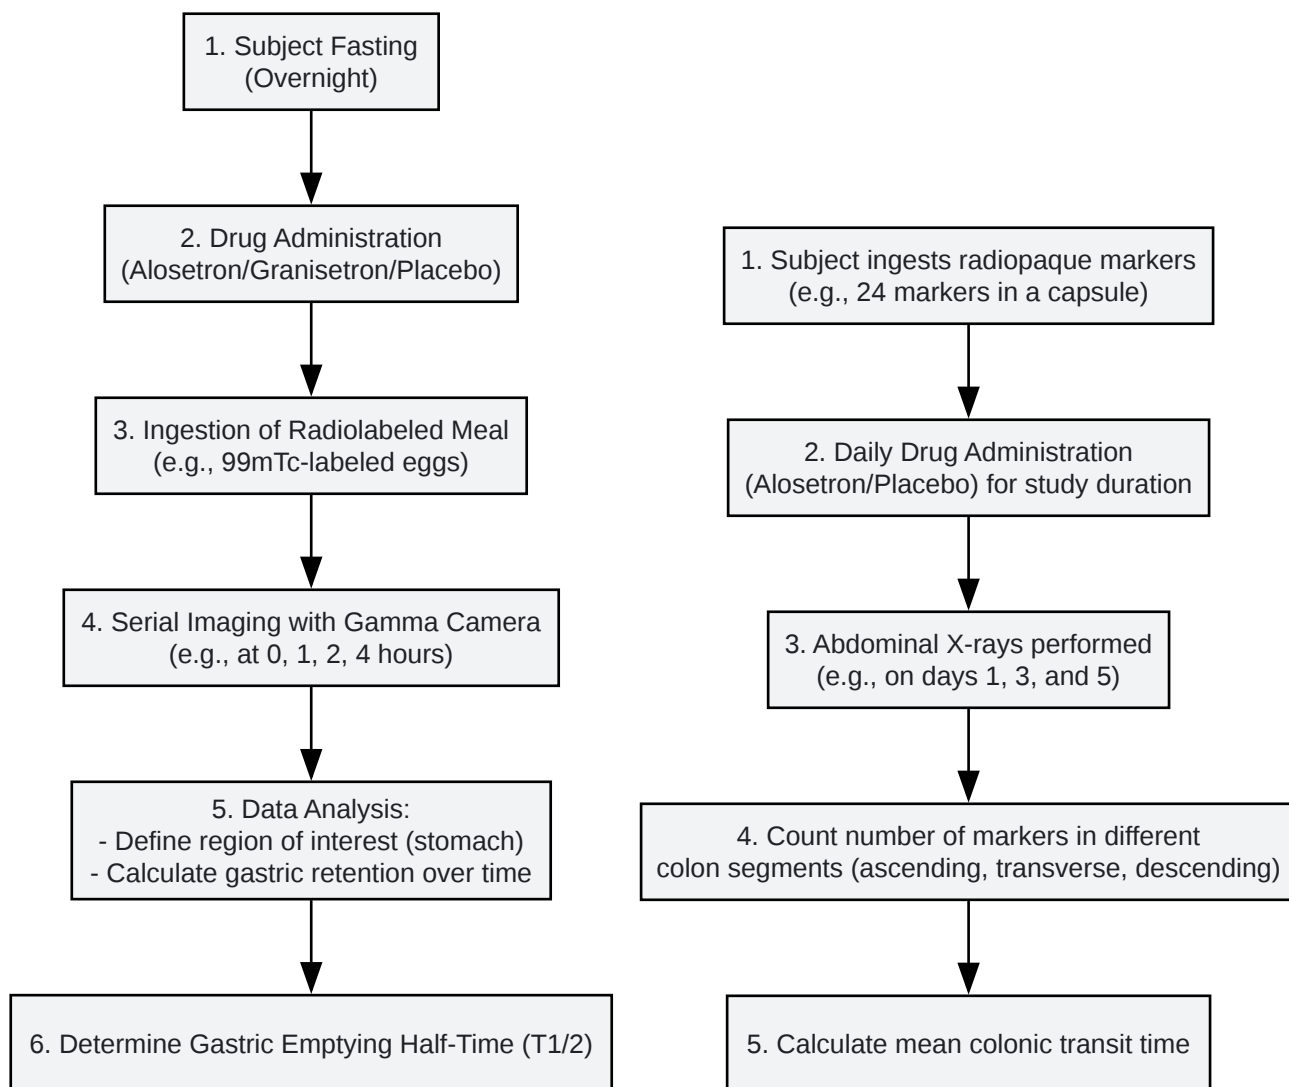 1. Subject Fasting
(Overnight)
2. Drug Administration
(Alosetron/Granisetron/Placebo)
3. Ingestion of Radiolabeled Meal
(e.g., 99mTc-labeled eggs)
4. Serial Imaging with Gamma Camera
(e.g., at 0, 1, 2, 4 hours)
5. Data Analysis:
- Define region of interest (stomach)
- Calculate gastric retention over time
6. Determine Gastric Emptying Half-Time (T1/2)
1. Subject ingests radiopaque markers
(e.g., 24 markers in a capsule)
2. Daily Drug Administration
(Alosetron/Placebo) for study duration
3. Abdominal X-rays performed
(e.g., on days 1, 3, and 5)
4. Count number of markers in different
colon segments (ascending, transverse, descending)
5. Calculate mean colonic transit time